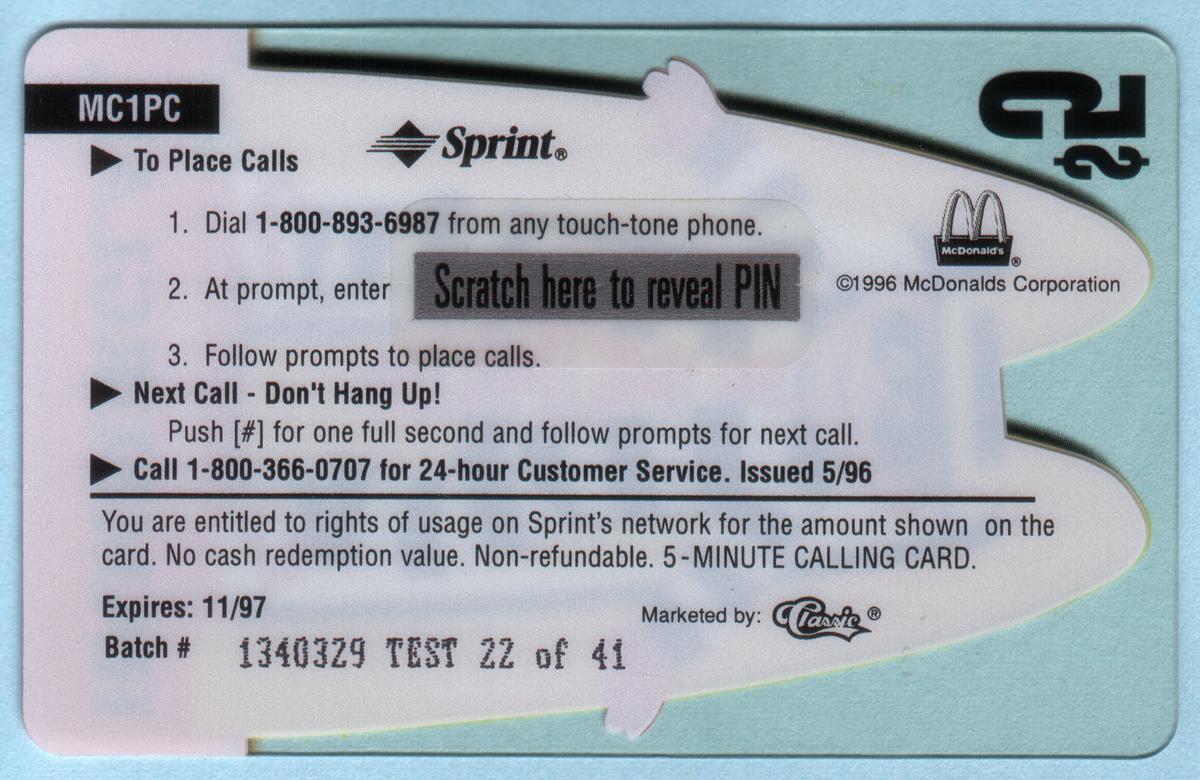 MC1PC
Sprint®
To Place Calls
1. Dial 1-800-893-6987 from any touch-tone phone.
2. At prompt, enter Scratch here to reveal PIN
3. Follow prompts to place calls.
McDonald's®
©1996 McDonalds Corporation
Next Call - Don't Hang Up!
Push [#] for one full second and follow prompts for next call.
Call 1-800-366-0707 for 24-hour Customer Service. Issued 5/96
You are entitled to rights of usage on Sprint's network for the amount shown on the
card. No cash redemption value. Non-refundable. 5-MINUTE CALLING CARD.
Expires: 11/97
Marketed by: Classic®
Batch # 1340329 TEST 22 of 41